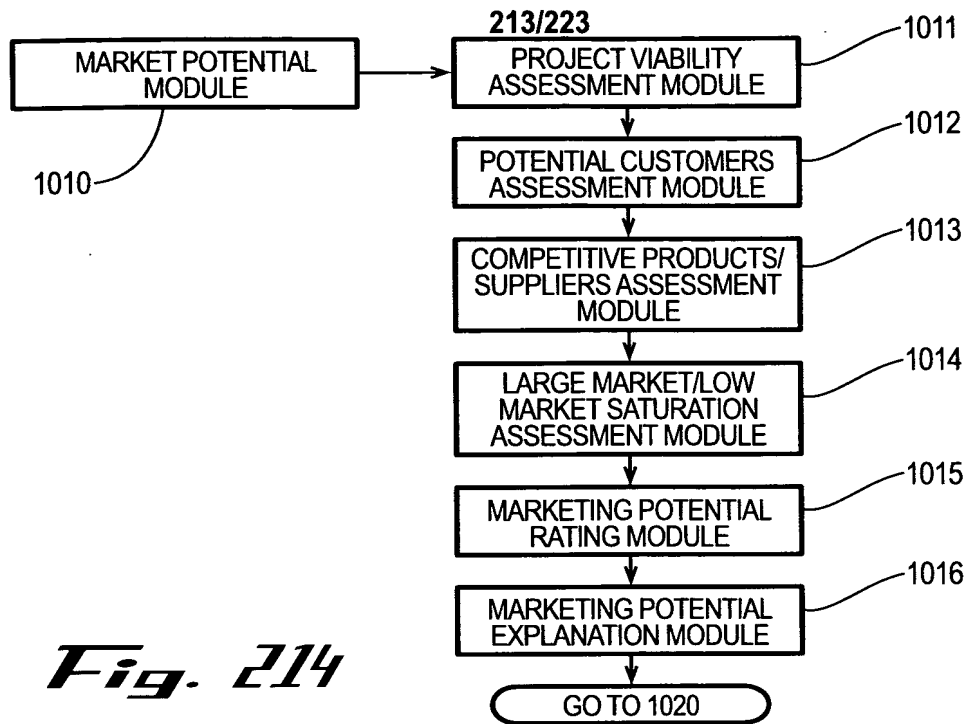 213/223
MARKET POTENTIAL
MODULE
1010
PROJECT VIABILITY
ASSESSMENT MODULE
1011
POTENTIAL CUSTOMERS
ASSESSMENT MODULE
1012
COMPETITIVE PRODUCTS/
SUPPLIERS ASSESSMENT
MODULE
1013
LARGE MARKET/LOW
MARKET SATURATION
ASSESSMENT MODULE
1014
MARKETING POTENTIAL
RATING MODULE
1015
MARKETING POTENTIAL
EXPLANATION MODULE
1016
GO TO 1020
Fig. 214